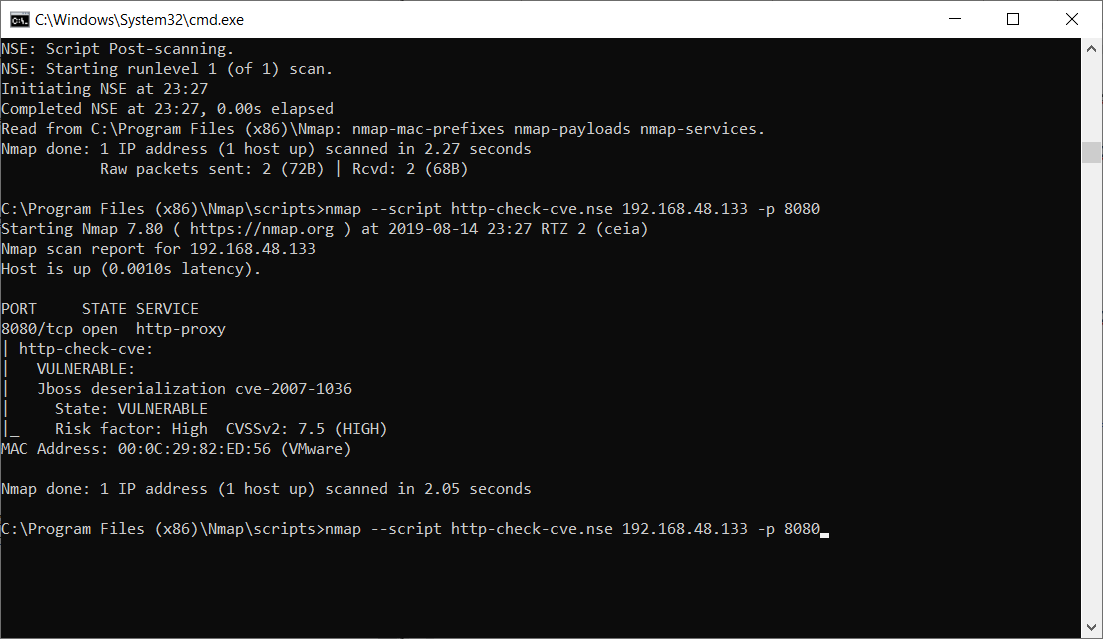 C:\Windows\System32\cmd.exe
NSE: Script Post-scanning.
NSE: Starting runlevel 1 (of 1) scan.
Initiating NSE at 23:27
Completed NSE at 23:27, 0.00s elapsed
Read from C:\Program Files (x86)\Nmap: nmap-mac-prefixes nmap-payloads nmap-services.
Nmap done: 1 IP address (1 host up) scanned in 2.27 seconds
           Raw packets sent: 2 (72B) | Rcvd: 2 (68B)
C:\Program Files (x86)\Nmap\scripts>nmap --script http-check-cve.nse 192.168.48.133 -p 8080
Starting Nmap 7.80 ( https://nmap.org ) at 2019-08-14 23:27 RTZ 2 (ceia)
Nmap scan report for 192.168.48.133
Host is up (0.0010s latency).
PORT     STATE SERVICE
8080/tcp open  http-proxy
| http-check-cve:
|   VULNERABLE:
|   Jboss deserialization cve-2007-1036
|     State: VULNERABLE
|_    Risk factor: High  CVSSv2: 7.5 (HIGH)
MAC Address: 00:0C:29:82:ED:56 (VMware)
Nmap done: 1 IP address (1 host up) scanned in 2.05 seconds
C:\Program Files (x86)\Nmap\scripts>nmap --script http-check-cve.nse 192.168.48.133 -p 8080